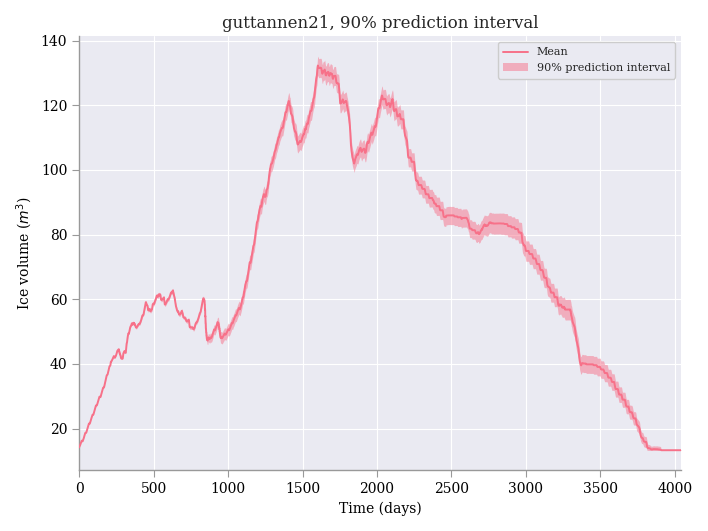 guttannen21, 90% prediction interval
Mean
90% prediction interval
Ice volume (m³)
140
120
100
80
60
40
20
0 500 1000 1500 2000 2500 3000 3500 4000
Time (days)